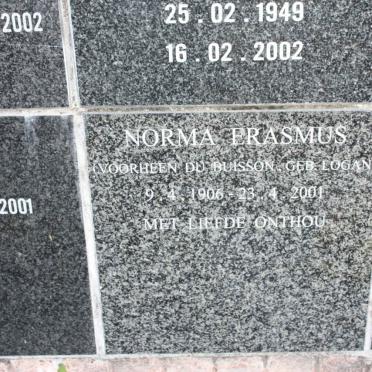 2002
25 . 02 . 1949
16 . 02 . 2002
2001
NORMA ERASMUS
(VOORHEEN DU BUISSON, GEB. LOGAN)
9 . 4 . 1906 - 23 . 4 . 2001
MET LIEFDE ONTHOU